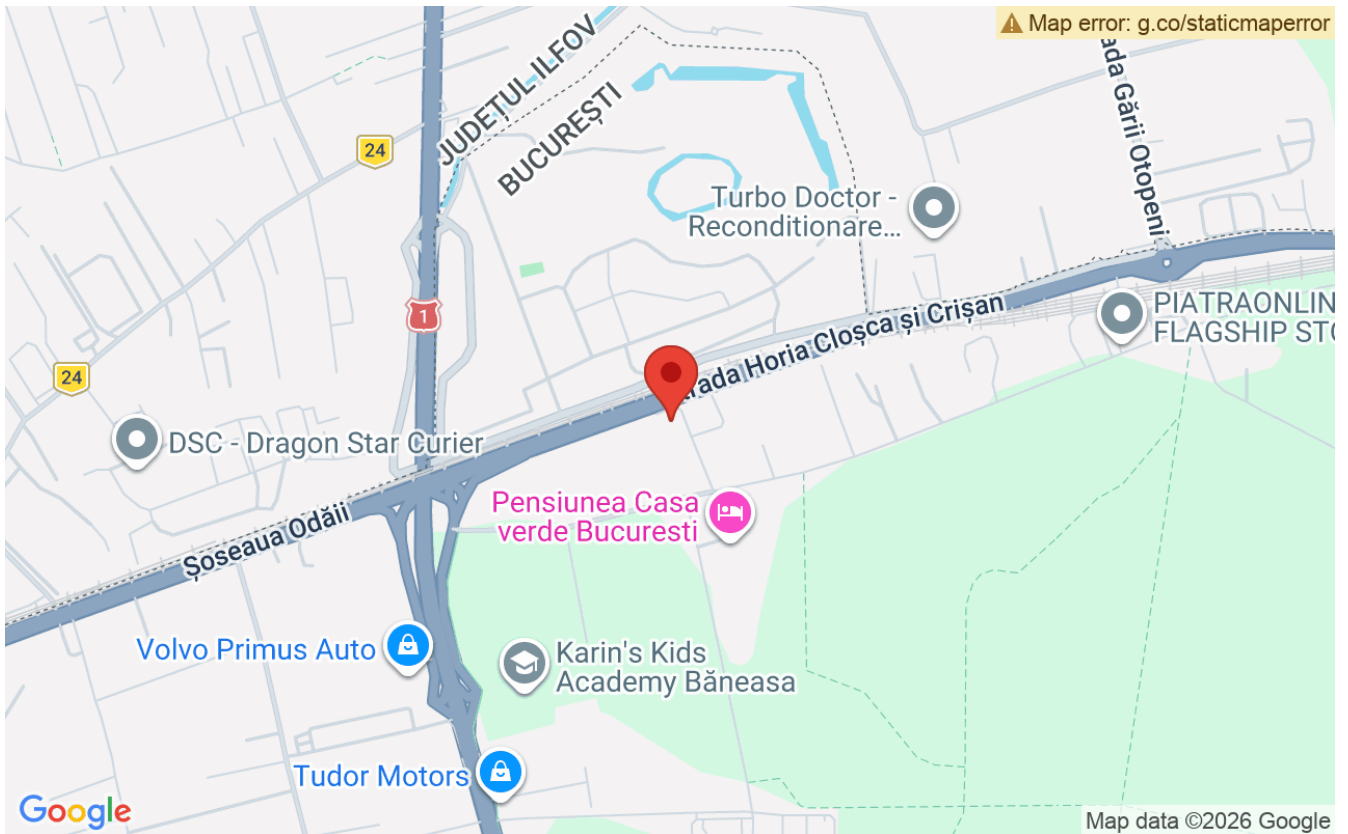 Map error: g.co/staticmaperror
JUDEȚUL ILFOV
BUCUREȘTI
24
ada Gării Otopeni
Turbo Doctor -
Reconditionare...
1
PIATRAONLIN
FLAGSHIP STO
rada Horia Cloșca și Crișan
24
DSC - Dragon Star Curier
Șoseaua Odăii
Pensiunea Casa
verde Bucuresti
Volvo Primus Auto
Karin's Kids
Academy Băneasa
Tudor Motors
Google
Map data ©2026 Google